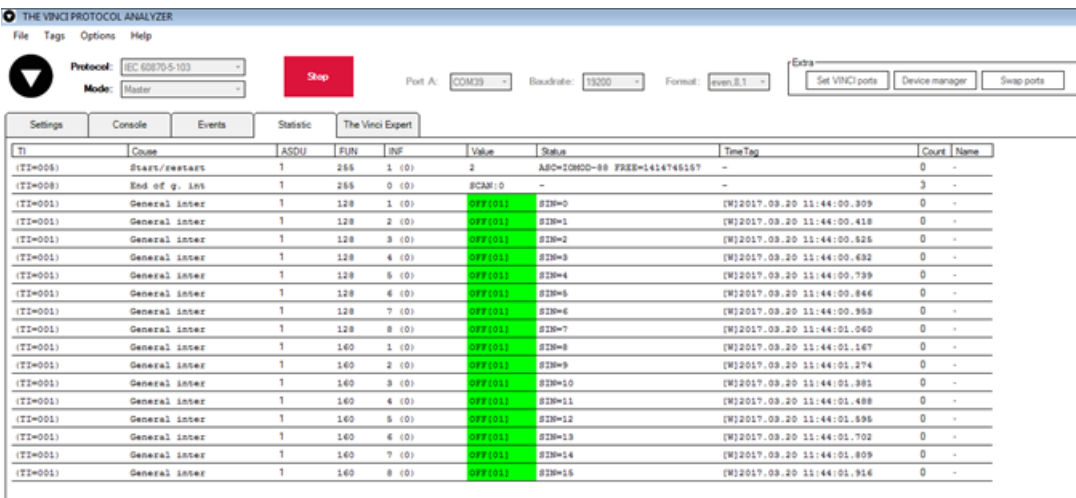 THE VINCI PROTOCOL ANALYZER
File Tags Options Help
Protocol: IEC 60870-5-103
Mode: Master
Stop
Port A: COM39 Baudrate: 19200 Format: even.8.1
Extra
Set VINCI ports Device manager Swap ports
Settings Console Events Statistic The Vinci Expert
TI Couse ASDU FUN INF Value Status Time Tag Count Name
(TI=005) Start/restart 1 255 1 (0) 2 ASC=IOMOD-88 FREE=1414745157 - 0 -
(TI=008) End of g. int 1 255 0 (0) SCAN:0 - - 3 -
(TI=001) General inter 1 128 1 (0) OFF[01] SIN=0 [W]2017.03.20 11:44:00.309 0 -
(TI=001) General inter 1 128 2 (0) OFF[01] SIN=1 [W]2017.03.20 11:44:00.418 0 -
(TI=001) General inter 1 128 3 (0) OFF[01] SIN=2 [W]2017.03.20 11:44:00.525 0 -
(TI=001) General inter 1 128 4 (0) OFF[01] SIN=3 [W]2017.03.20 11:44:00.632 0 -
(TI=001) General inter 1 128 5 (0) OFF[01] SIN=4 [W]2017.03.20 11:44:00.739 0 -
(TI=001) General inter 1 128 6 (0) OFF[01] SIN=5 [W]2017.03.20 11:44:00.846 0 -
(TI=001) General inter 1 128 7 (0) OFF[01] SIN=6 [W]2017.03.20 11:44:00.953 0 -
(TI=001) General inter 1 128 8 (0) OFF[01] SIN=7 [W]2017.03.20 11:44:01.060 0 -
(TI=001) General inter 1 160 1 (0) OFF[01] SIN=8 [W]2017.03.20 11:44:01.167 0 -
(TI=001) General inter 1 160 2 (0) OFF[01] SIN=9 [W]2017.03.20 11:44:01.274 0 -
(TI=001) General inter 1 160 3 (0) OFF[01] SIN=10 [W]2017.03.20 11:44:01.381 0 -
(TI=001) General inter 1 160 4 (0) OFF[01] SIN=11 [W]2017.03.20 11:44:01.488 0 -
(TI=001) General inter 1 160 5 (0) OFF[01] SIN=12 [W]2017.03.20 11:44:01.595 0 -
(TI=001) General inter 1 160 6 (0) OFF[01] SIN=13 [W]2017.03.20 11:44:01.702 0 -
(TI=001) General inter 1 160 7 (0) OFF[01] SIN=14 [W]2017.03.20 11:44:01.809 0 -
(TI=001) General inter 1 160 8 (0) OFF[01] SIN=15 [W]2017.03.20 11:44:01.916 0 -